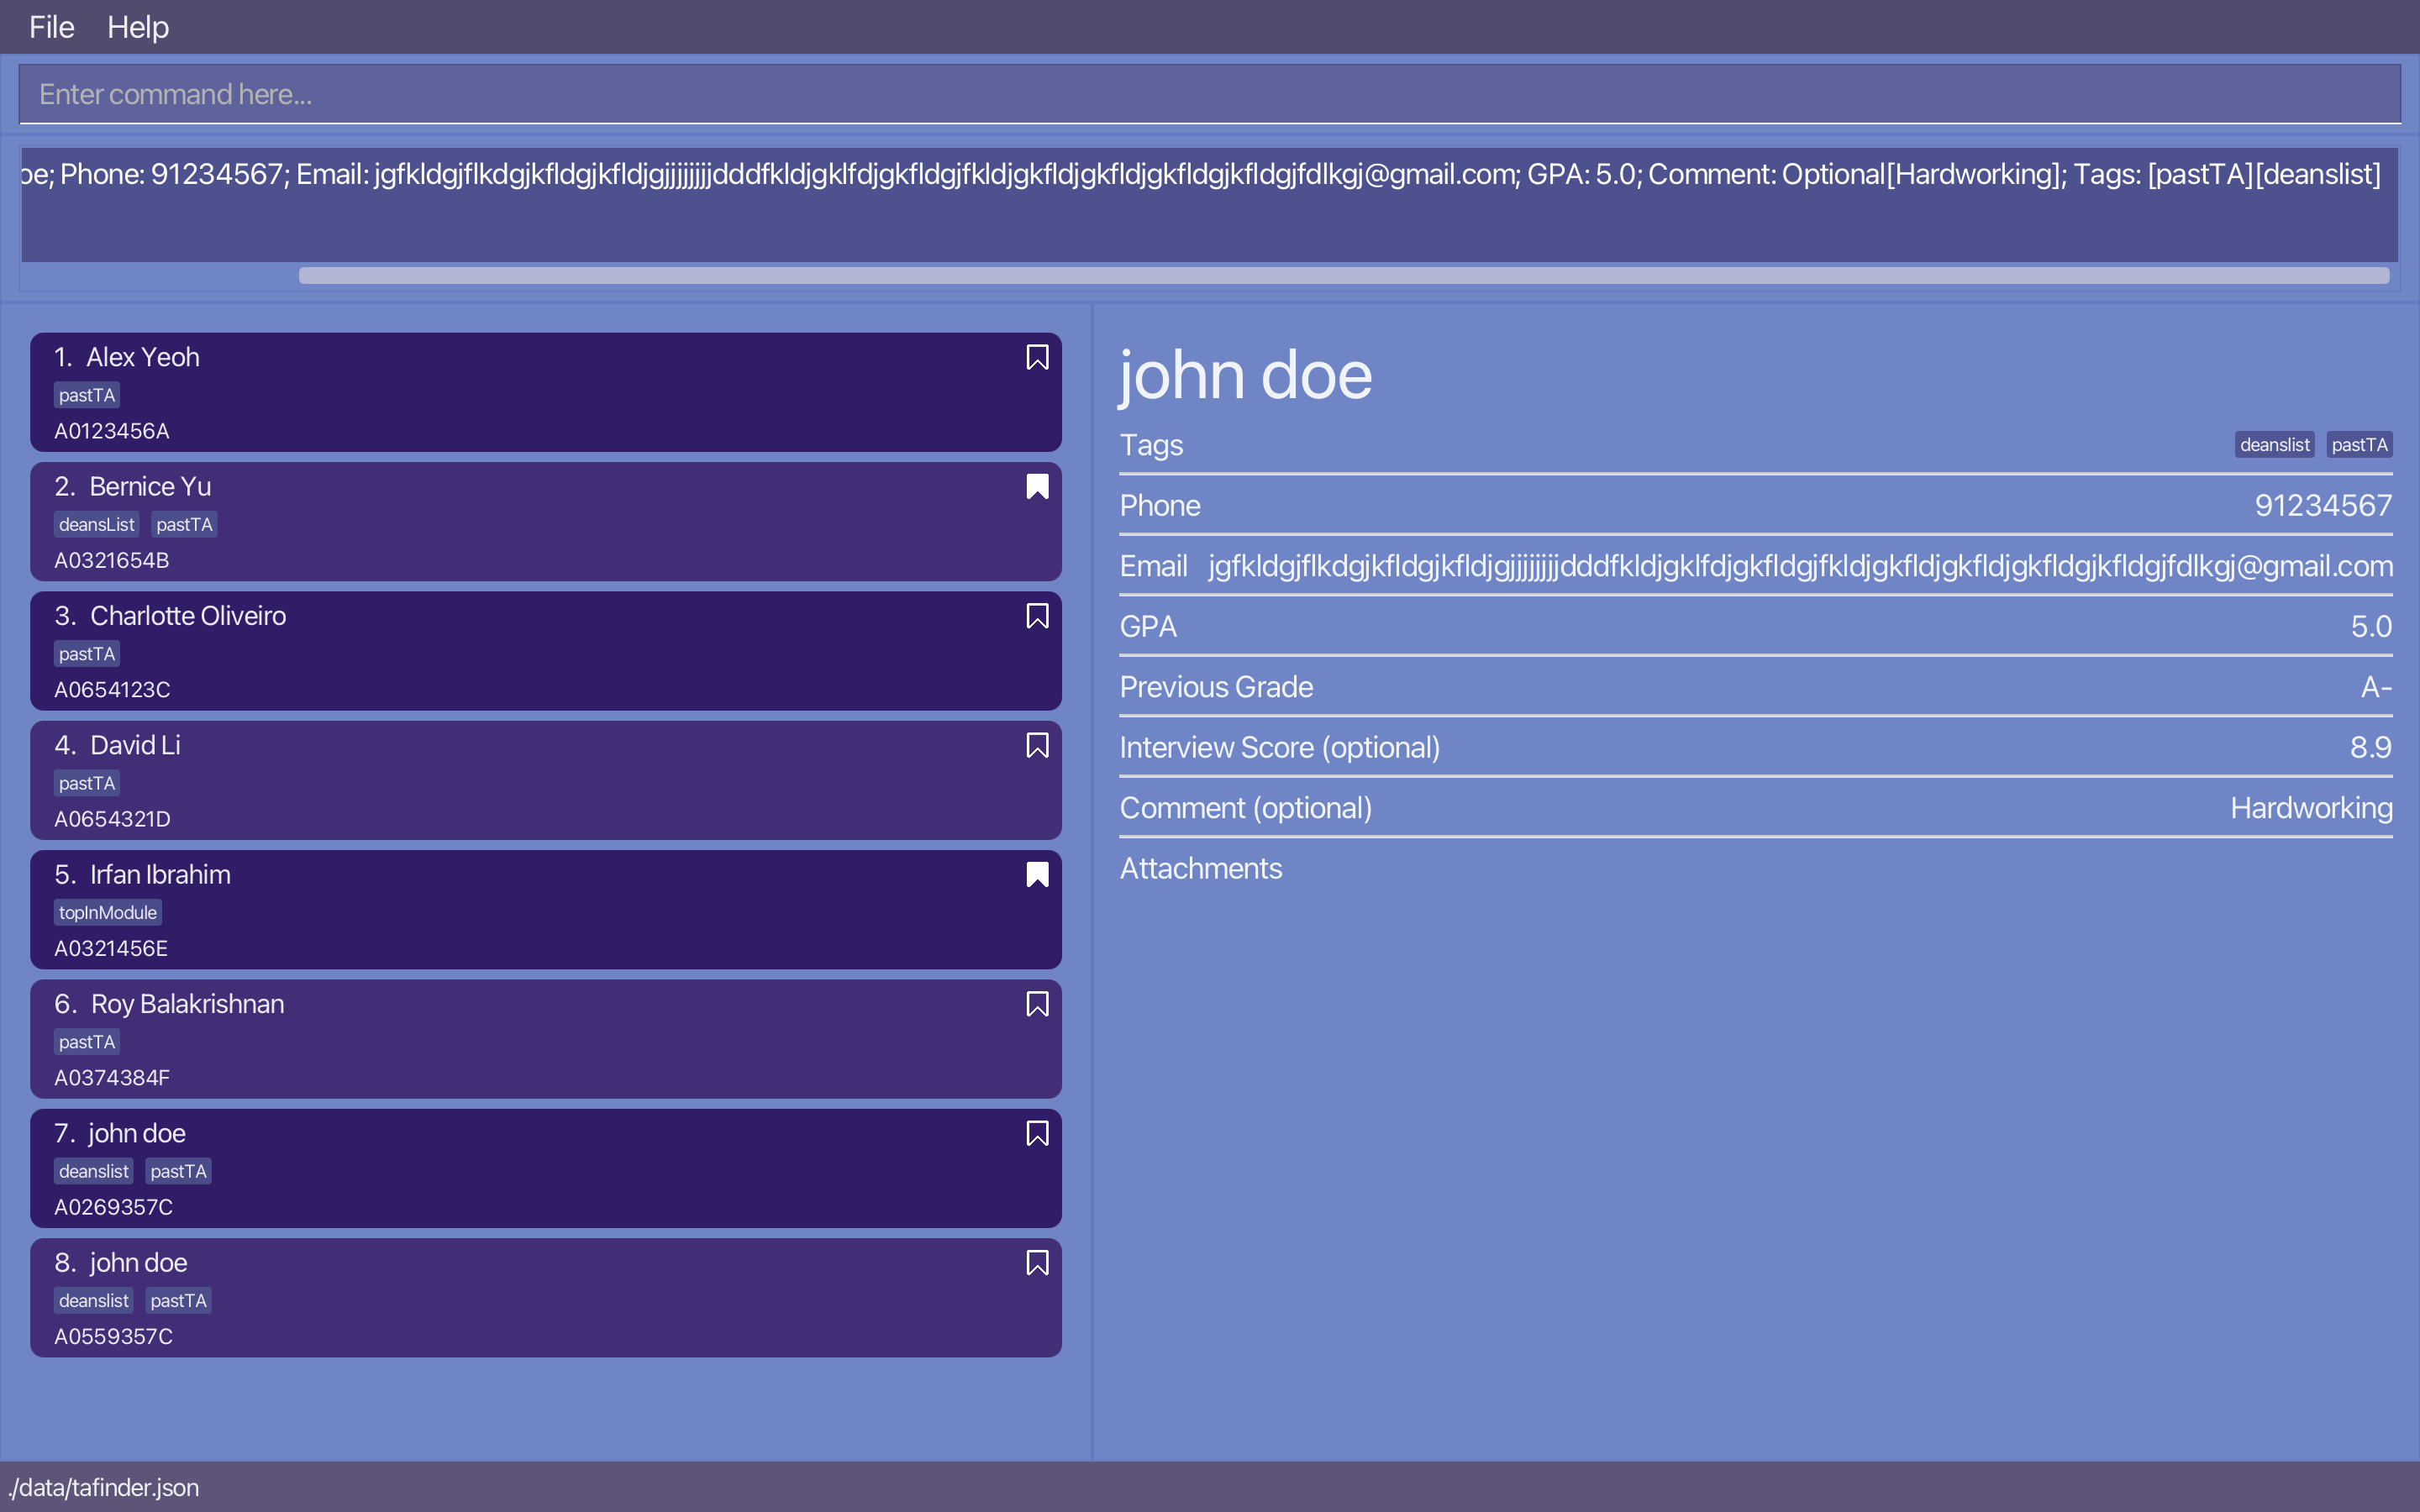 File Help
Enter command here...
oe; Phone: 91234567; Email: jgfkldgjflkdgjkfldgjkfldjgjjjjjjjjdddfkldjgklfdjgkfldgjfkldjgkfldjgkfldjgkfldgjkfldgjfdlkgj@gmail.com; GPA: 5.0; Comment: Optional[Hardworking]; Tags: [pastTA][deanslist]
1. Alex Yeoh
pastTA
A0123456A
2. Bernice Yu
deansList pastTA
A0321654B
3. Charlotte Oliveiro
pastTA
A0654123C
4. David Li
pastTA
A0654321D
5. Irfan Ibrahim
topInModule
A0321456E
6. Roy Balakrishnan
pastTA
A0374384F
7. john doe
deanslist pastTA
A0269357C
8. john doe
deanslist pastTA
A0559357C
john doe
Tags deanslist pastTA
Phone 91234567
Email jgfkldgjflkdgjkfldgjkfldjgjjjjjjjjdddfkldjgklfdjgkfldgjfkldjgkfldjgkfldjgkfldgjkfldgjfdlkgj@gmail.com
GPA 5.0
Previous Grade A-
Interview Score (optional) 8.9
Comment (optional) Hardworking
Attachments
./data/tafinder.json